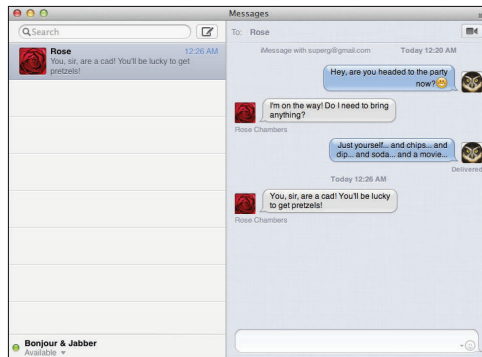 Messages
Search
To: Rose
Rose 12:26 AM
You, sir, are a cad! You'll be lucky to get
pretzels!
iMessage with superg@gmail.com Today 12:20 AM
Hey, are you headed to the party
now?
I'm on the way! Do I need to bring
anything?
Rose Chambers
Just yourself... and chips... and
dip... and soda... and a movie...
Delivered
Today 12:26 AM
You, sir, are a cad! You'll be lucky
to get pretzels!
Rose Chambers
Bonjour & Jabber
Available